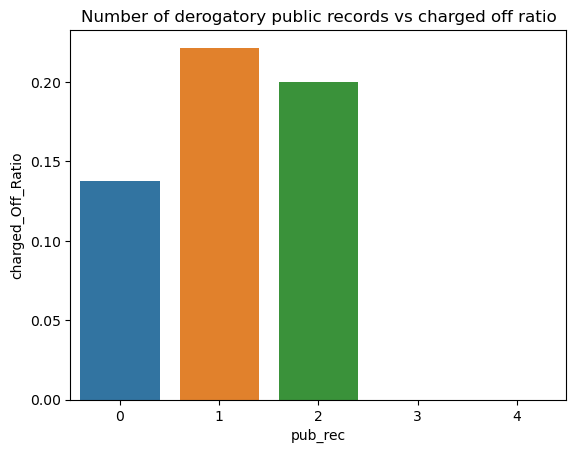 Number of derogatory public records vs charged off ratio
charged_Off_Ratio
0.20
0.15
0.10
0.05
0.00
0 1 2 3 4
pub_rec